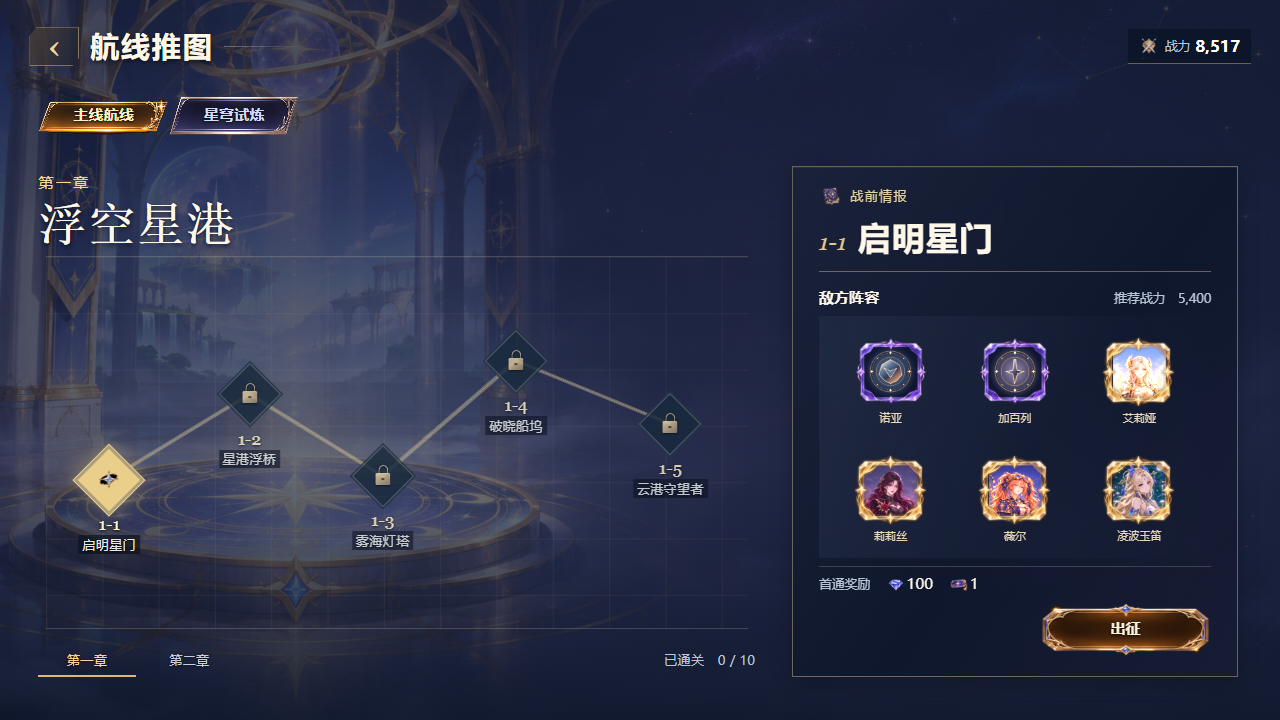 航线推图
战力 8,517
主线航线
星穹试炼
第一章
浮空星港
1-1
启明星门
1-2
星港浮桥
1-3
雾海灯塔
1-4
破晓船坞
1-5
云港守望者
第一章
第二章
已通关 0 / 10
战前情报
1-1 启明星门
敌方阵容
推荐战力 5,400
诺亚
加百列
艾莉娅
莉莉丝
薇尔
凌波玉笛
首通奖励 100 1
出征